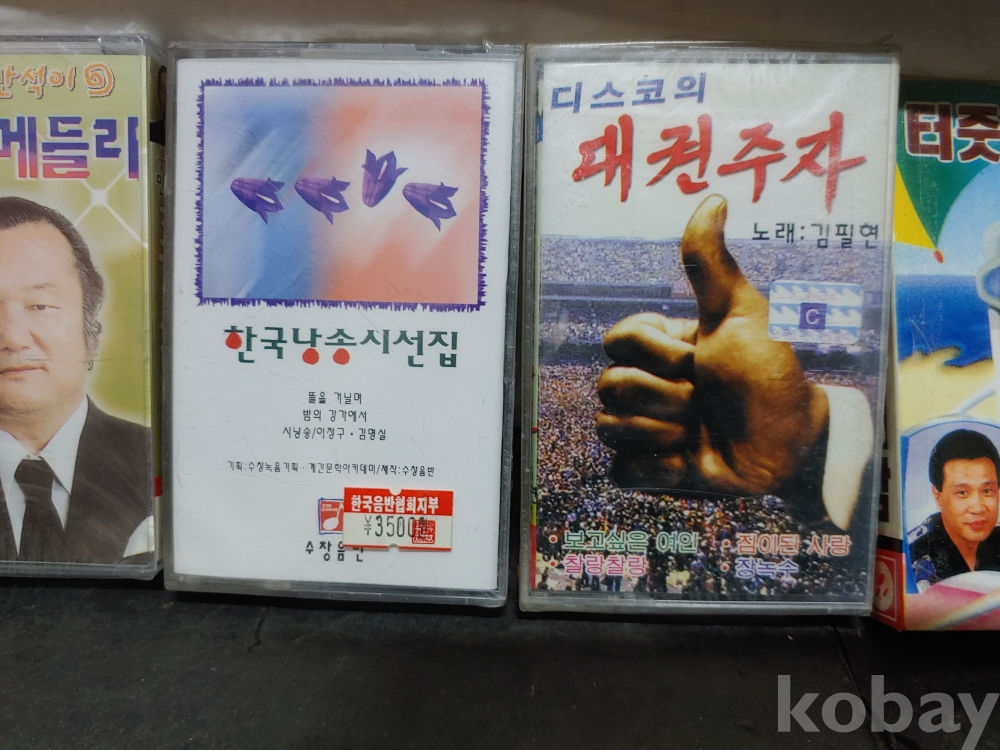 만석이
메들리
한국낭송시선집
뜰을 거닐며
밤의 강가에서
시낭송/이정구 · 김명실
기획:수창녹음기획 · 계간문학아카데미/제작:수창음반
한국음반협회지부
₩3500
수창음반
디스코의
대권주자
노래:김필현
C
· 보고싶은 여인
· 찰랑찰랑
· 점이된 사랑
· 장녹수
터줏
kobay